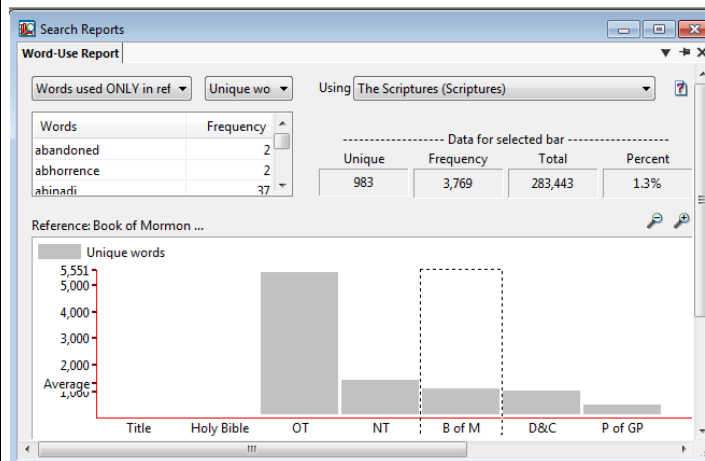 Search Reports
Word-Use Report
Words used ONLY in ref
Unique wo
Using The Scriptures (Scriptures)
Words Frequency
abandoned 2
abhorrence 2
abinadi 37
Data for selected bar
Unique Frequency Total Percent
983 3,769 283,443 1.3%
Reference: Book of Mormon ...
Unique words
5,551
5,000
4,000
3,000
2,000
Average
1,000
Title Holy Bible OT NT B of M D&C P of GP